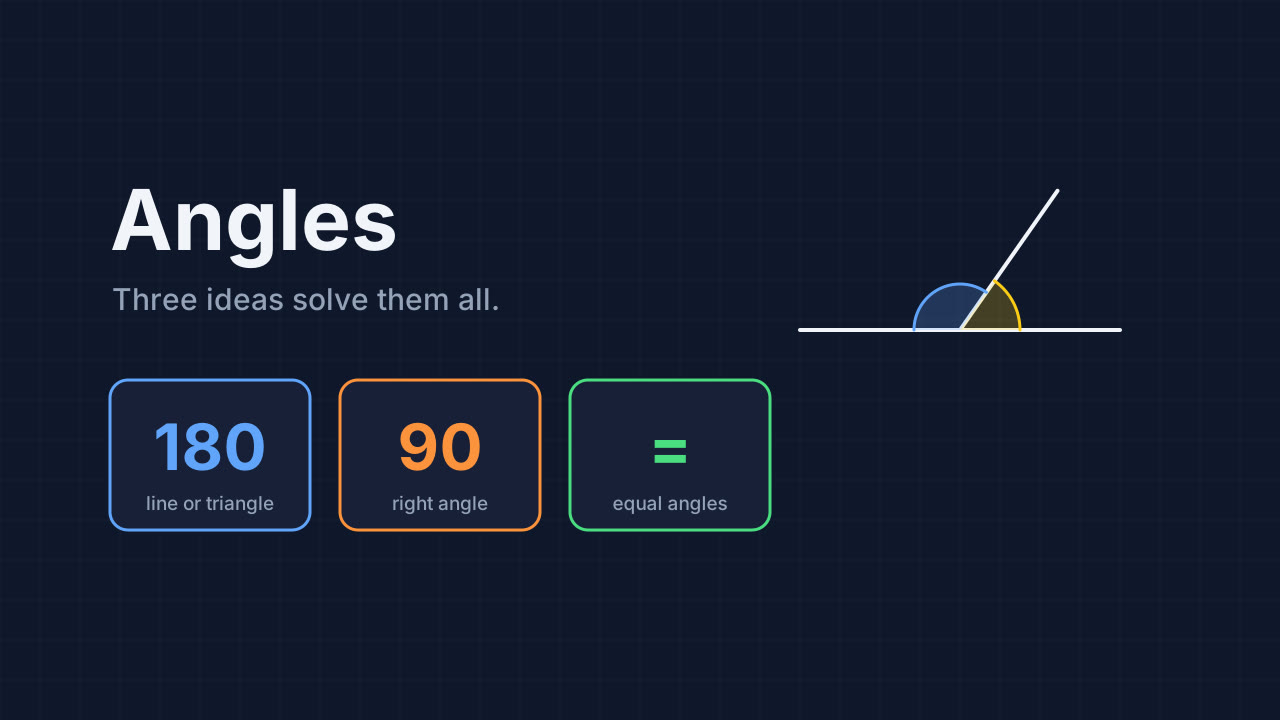 Angles
Three ideas solve them all.
180
line or triangle
90
right angle
=
equal angles